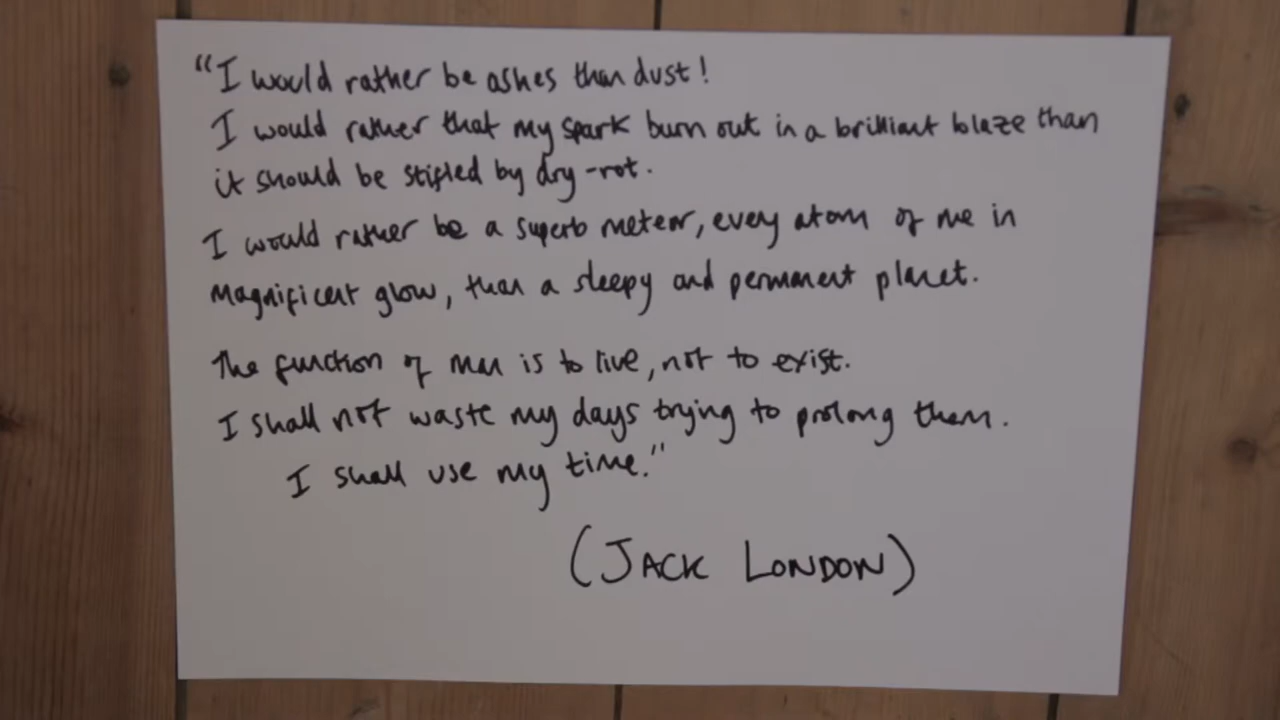 “I would rather be ashes than dust!
I would rather that my spark burn out in a brilliant blaze than
it should be stifled by dry-rot.
I would rather be a superb meteor, every atom of me in
magnificent glow, than a sleepy and permanent planet.
The function of man is to live, not to exist.
I shall not waste my days trying to prolong them.
I shall use my time.”
(JACK LONDON)